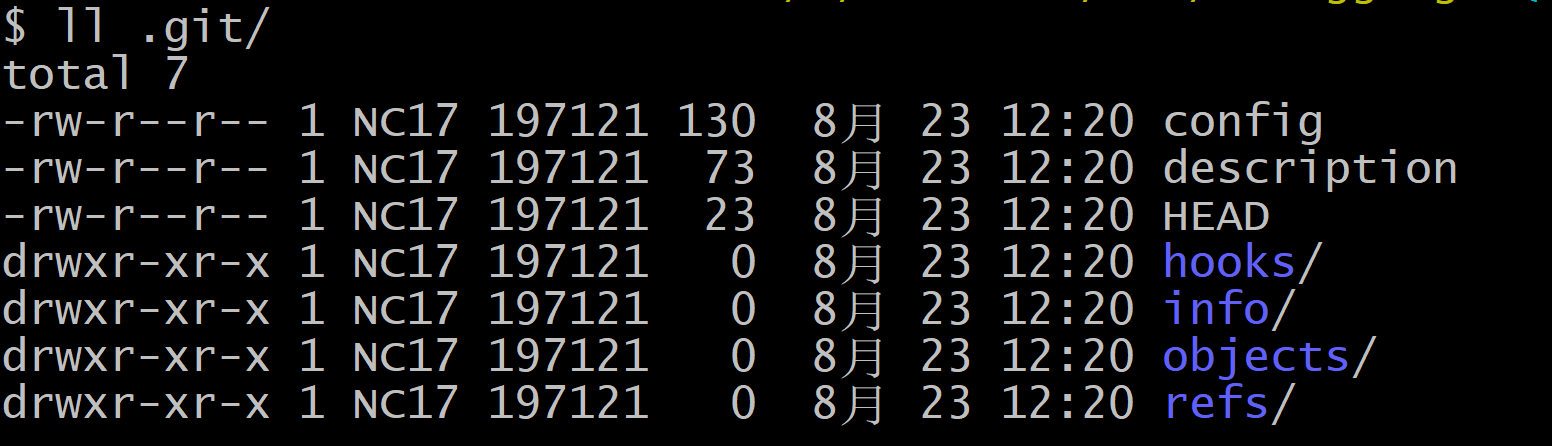 $ ll .git/
total 7
-rw-r--r-- 1 NC17 197121 130  8月  23 12:20 config
-rw-r--r-- 1 NC17 197121  73  8月  23 12:20 description
-rw-r--r-- 1 NC17 197121  23  8月  23 12:20 HEAD
drwxr-xr-x 1 NC17 197121   0  8月  23 12:20 hooks/
drwxr-xr-x 1 NC17 197121   0  8月  23 12:20 info/
drwxr-xr-x 1 NC17 197121   0  8月  23 12:20 objects/
drwxr-xr-x 1 NC17 197121   0  8月  23 12:20 refs/